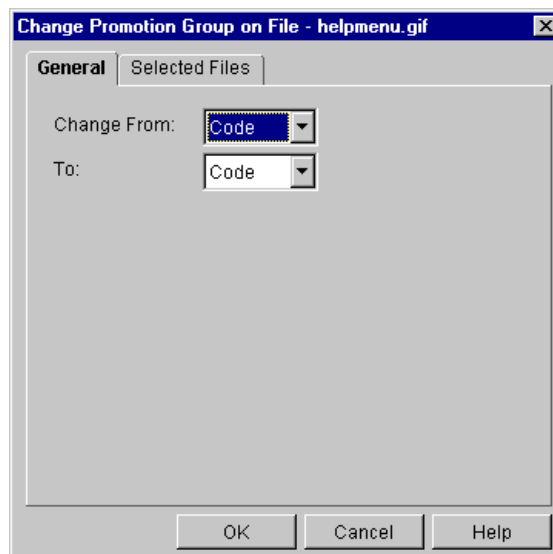 Change Promotion Group on File - helpmenu.gif
General Selected Files
Change From: Code
To: Code
OK Cancel Help